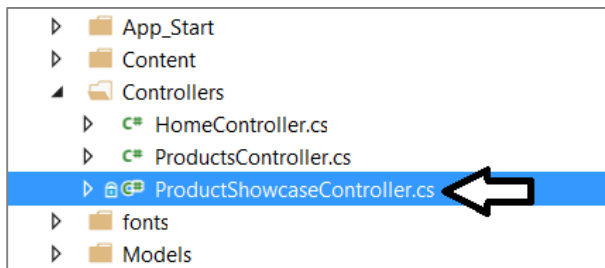 App_Start
Content
Controllers
C# HomeController.cs
C# ProductsController.cs
C# ProductShowcaseController.cs
fonts
Models